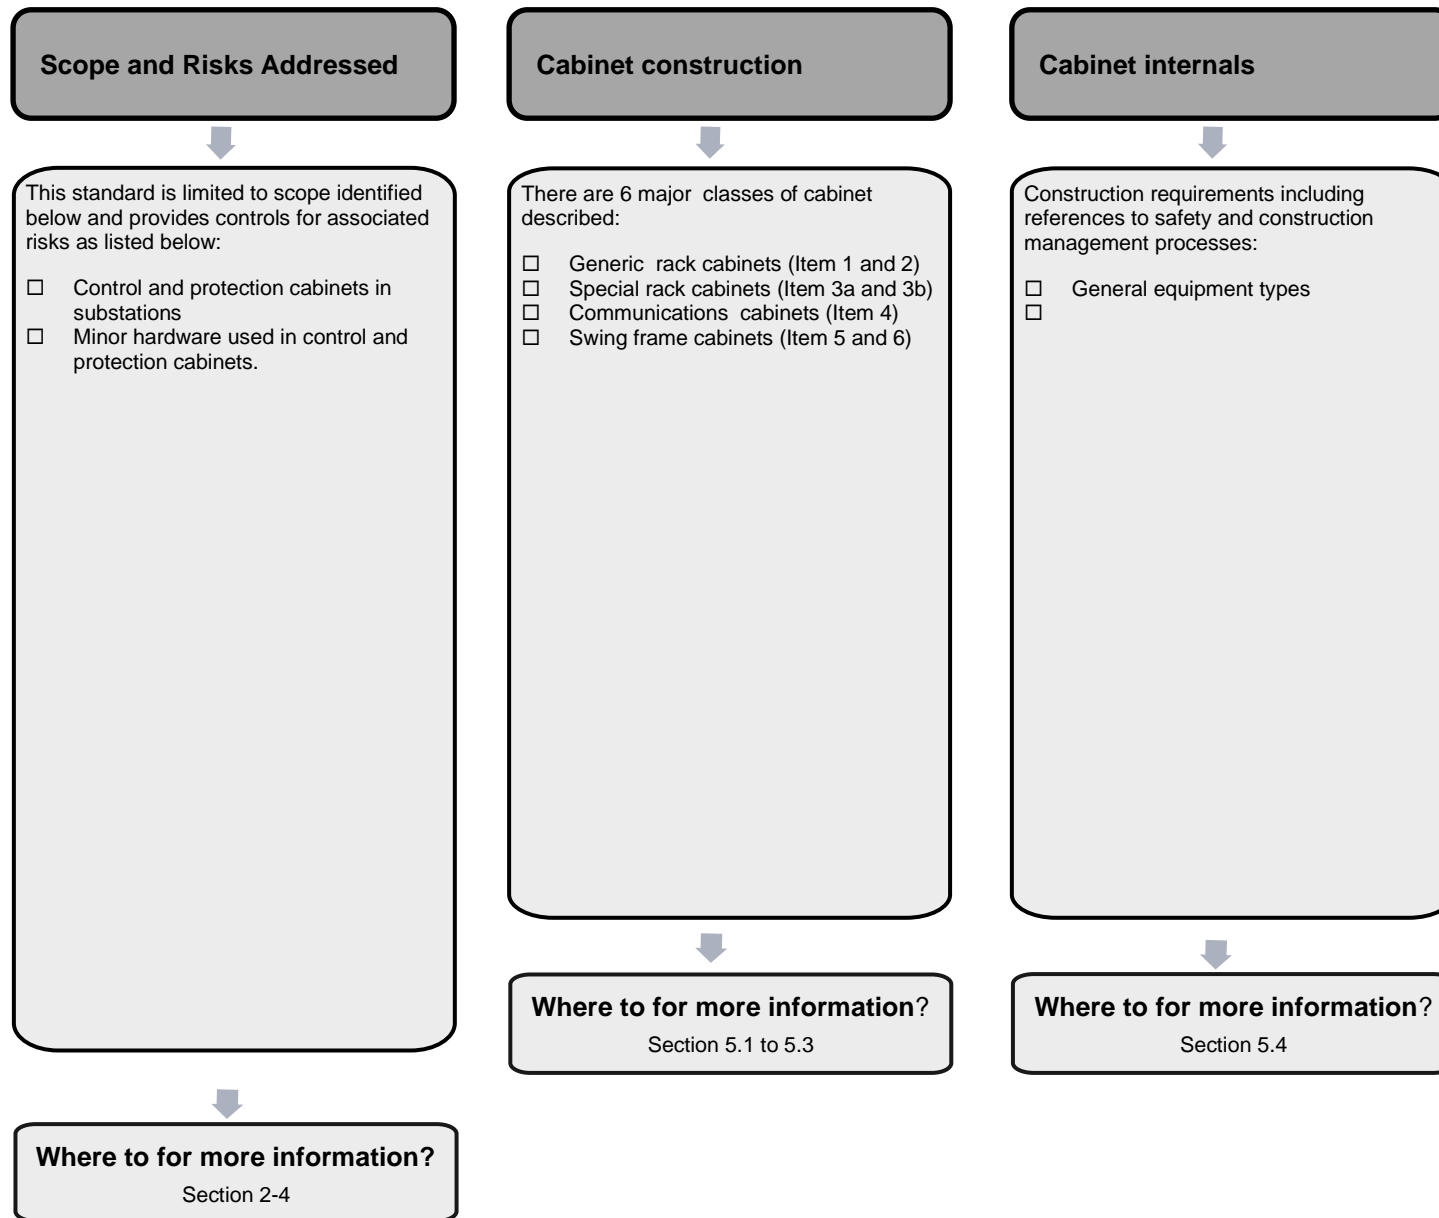 Scope and Risks Addressed
This standard is limited to scope identified
below and provides controls for associated
risks as listed below:
☐ Control and protection cabinets in
substations
☐ Minor hardware used in control and
protection cabinets.
Where to for more information?
Section 2-4
Cabinet construction
There are 6 major classes of cabinet
described:
☐ Generic rack cabinets (Item 1 and 2)
☐ Special rack cabinets (Item 3a and 3b)
☐ Communications cabinets (Item 4)
☐ Swing frame cabinets (Item 5 and 6)
Where to for more information?
Section 5.1 to 5.3
Cabinet internals
Construction requirements including
references to safety and construction
management processes:
☐ General equipment types
☐
Where to for more information?
Section 5.4